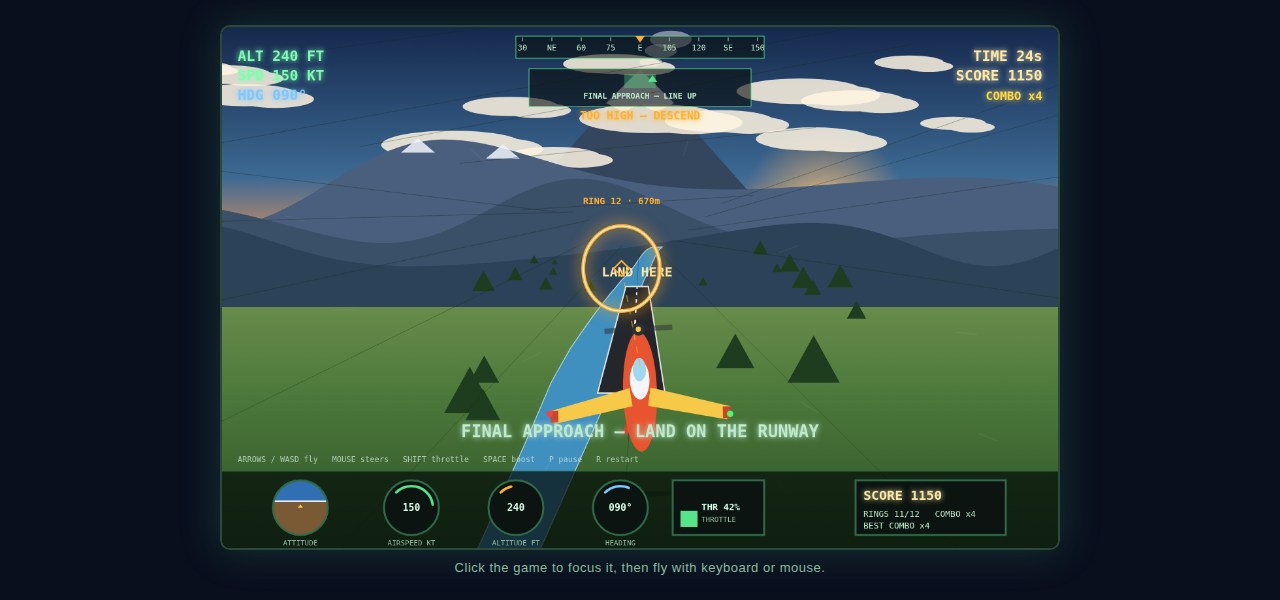 ALT 240 FT
SPD 150 KT
HDG 090°
30 NE 60 75 E 105 120 SE 150
FINAL APPROACH — LINE UP
TOO HIGH — DESCEND
TIME 24s
SCORE 1150
COMBO x4
RING 12 · 670m
LAND HERE
FINAL APPROACH — LAND ON THE RUNWAY
ARROWS / WASD fly MOUSE steers SHIFT throttle SPACE boost P pause R restart
150
240
090°
THR 42%
THROTTLE
SCORE 1150
RINGS 11/12 COMBO x4
BEST COMBO x4
ATTITUDE
AIRSPEED KT
ALTITUDE FT
HEADING
Click the game to focus it, then fly with keyboard or mouse.